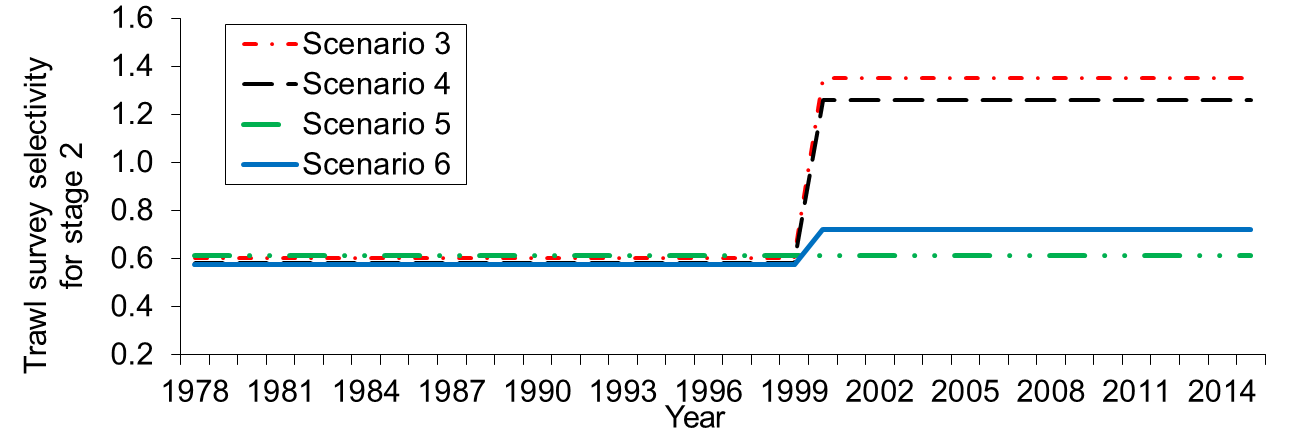 Trawl survey selectivity
for stage 2
1.6
1.4
1.2
1.0
0.8
0.6
0.4
0.2
Scenario 3
Scenario 4
Scenario 5
Scenario 6
1978 1981 1984 1987 1990 1993 1996 1999 2002 2005 2008 2011 2014
Year